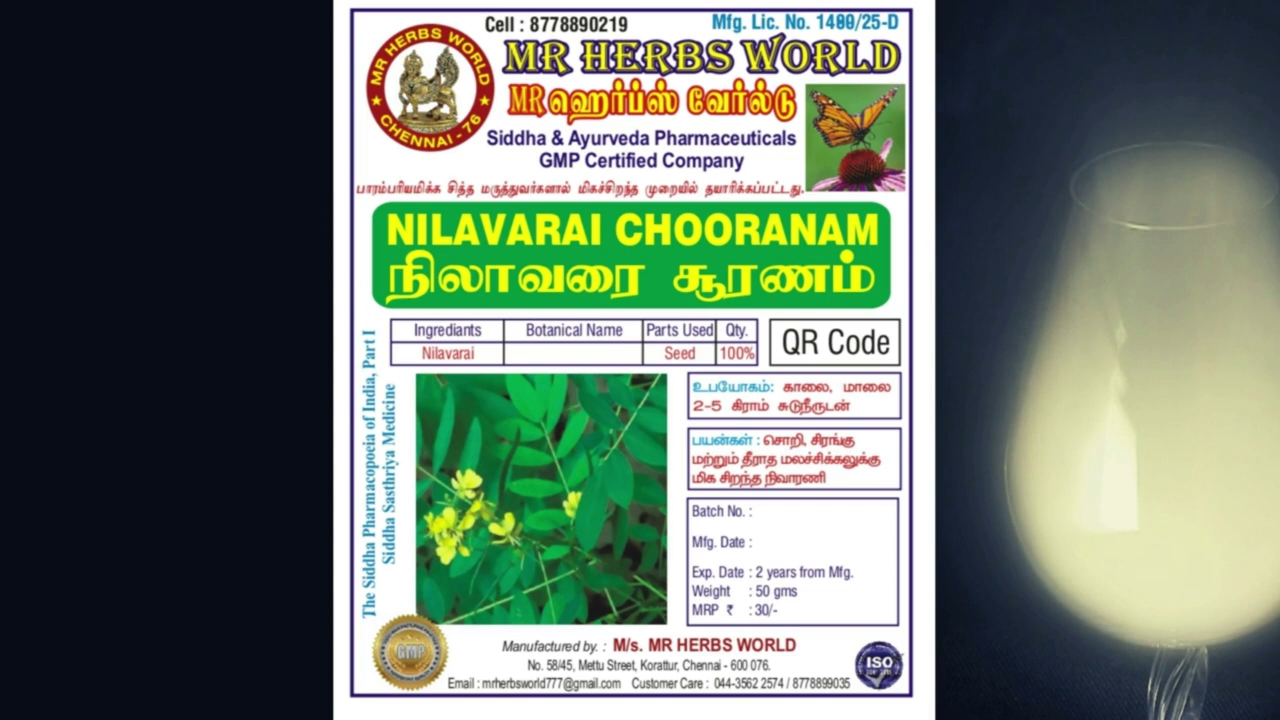 Cell : 8778890219
Mfg. Lic. No. 1480/25-D
MR HERBS WORLD
CHENNAI - 76
MR HERBS WORLD
MR ஹெர்ப்ஸ் வேர்ல்டு
Siddha & Ayurveda Pharmaceuticals
GMP Certified Company
பாரம்பரியமிக்க சித்த மருத்துவர்களால் மிகச்சிறந்த முறையில் தயாரிக்கப்பட்டது.
NILAVARAI CHOORANAM
நிலாவரை சூரணம்
Ingrediants Botanical Name Parts Used Qty.
Nilavarai Seed 100%
QR Code
The Siddha Pharmacopoeia of India, Part I
Siddha Sasthriya Medicine
உபயோகம்: காலை, மாலை
2-5 கிராம் சுடுநீருடன்
பயன்கள் : சொறி, சிரங்கு
மற்றும் தீராத மலச்சிக்கலுக்கு
மிக சிறந்த நிவாரணி
Batch No. :
Mfg. Date :
Exp. Date : 2 years from Mfg.
Weight : 50 gms
MRP ₹ : 30/-
GMP
Manufactured by. : M/s. MR HERBS WORLD
No. 58/45, Mettu Street, Korattur, Chennai - 600 076.
Email : mrherbsworld777@gmail.com Customer Care : 044-3562 2574 / 8778899035
ISO